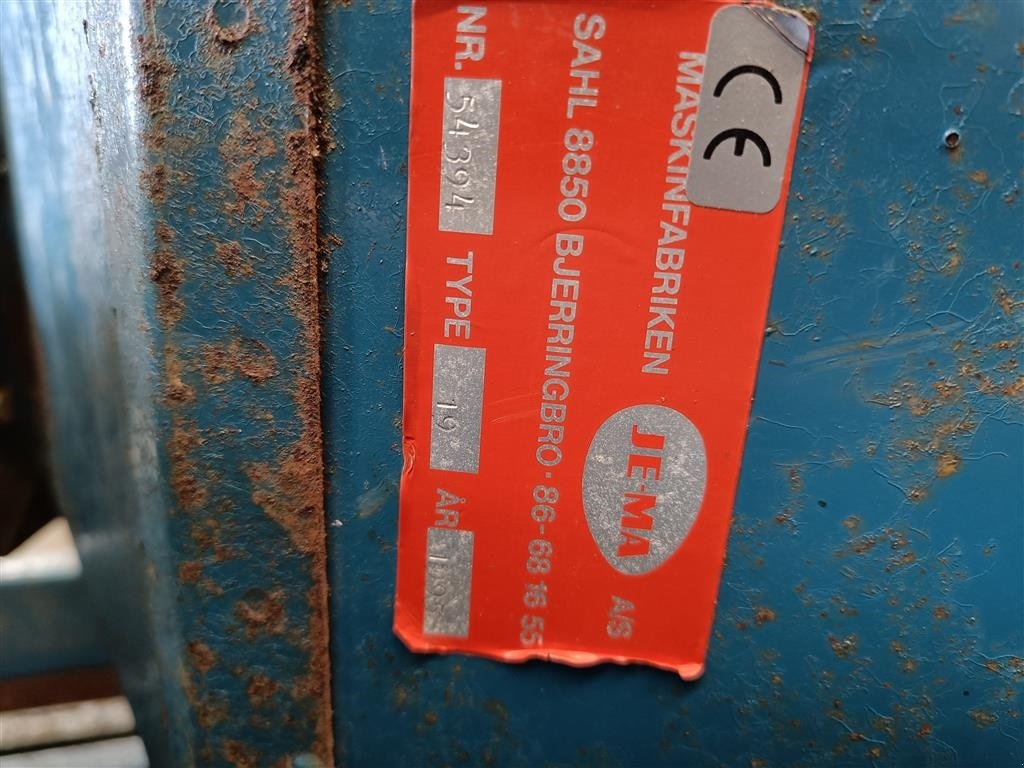 CE
MASKINFABRIKEN JE-MA A/S
SAHL 8850 BJERRINGBRO · 86-68 16 55
NR. 54394 TYPE 19 ÅR